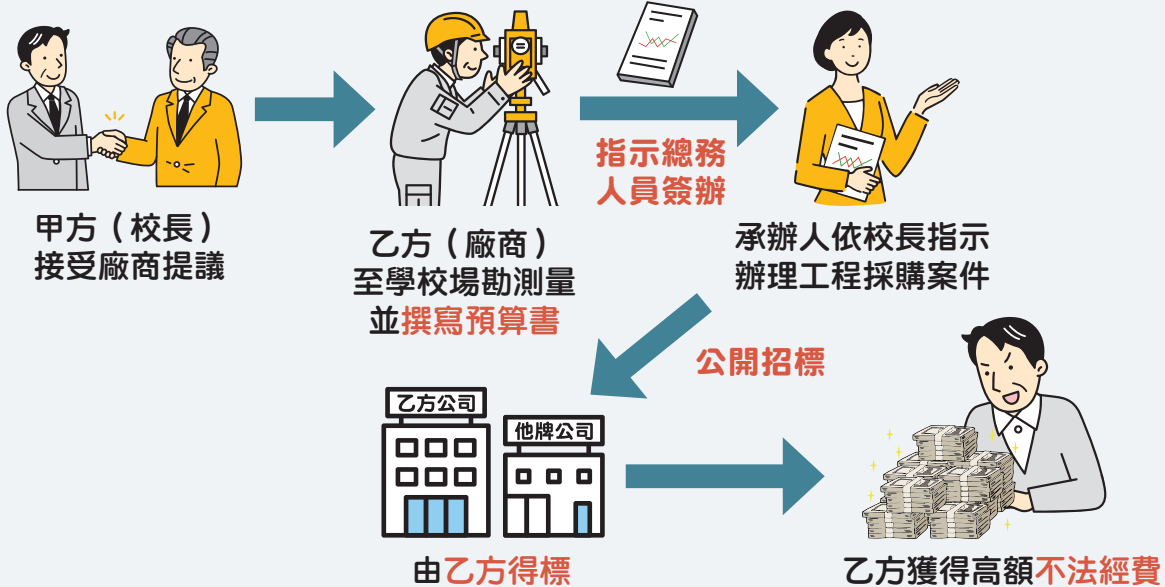 甲方（校長）
接受廠商提議
乙方（廠商）
至學校場勘測量
並撰寫預算書
指示總務
人員簽辦
承辦人依校長指示
辦理工程採購案件
公開招標
乙方公司
他牌公司
由乙方得標
乙方獲得高額不法經費